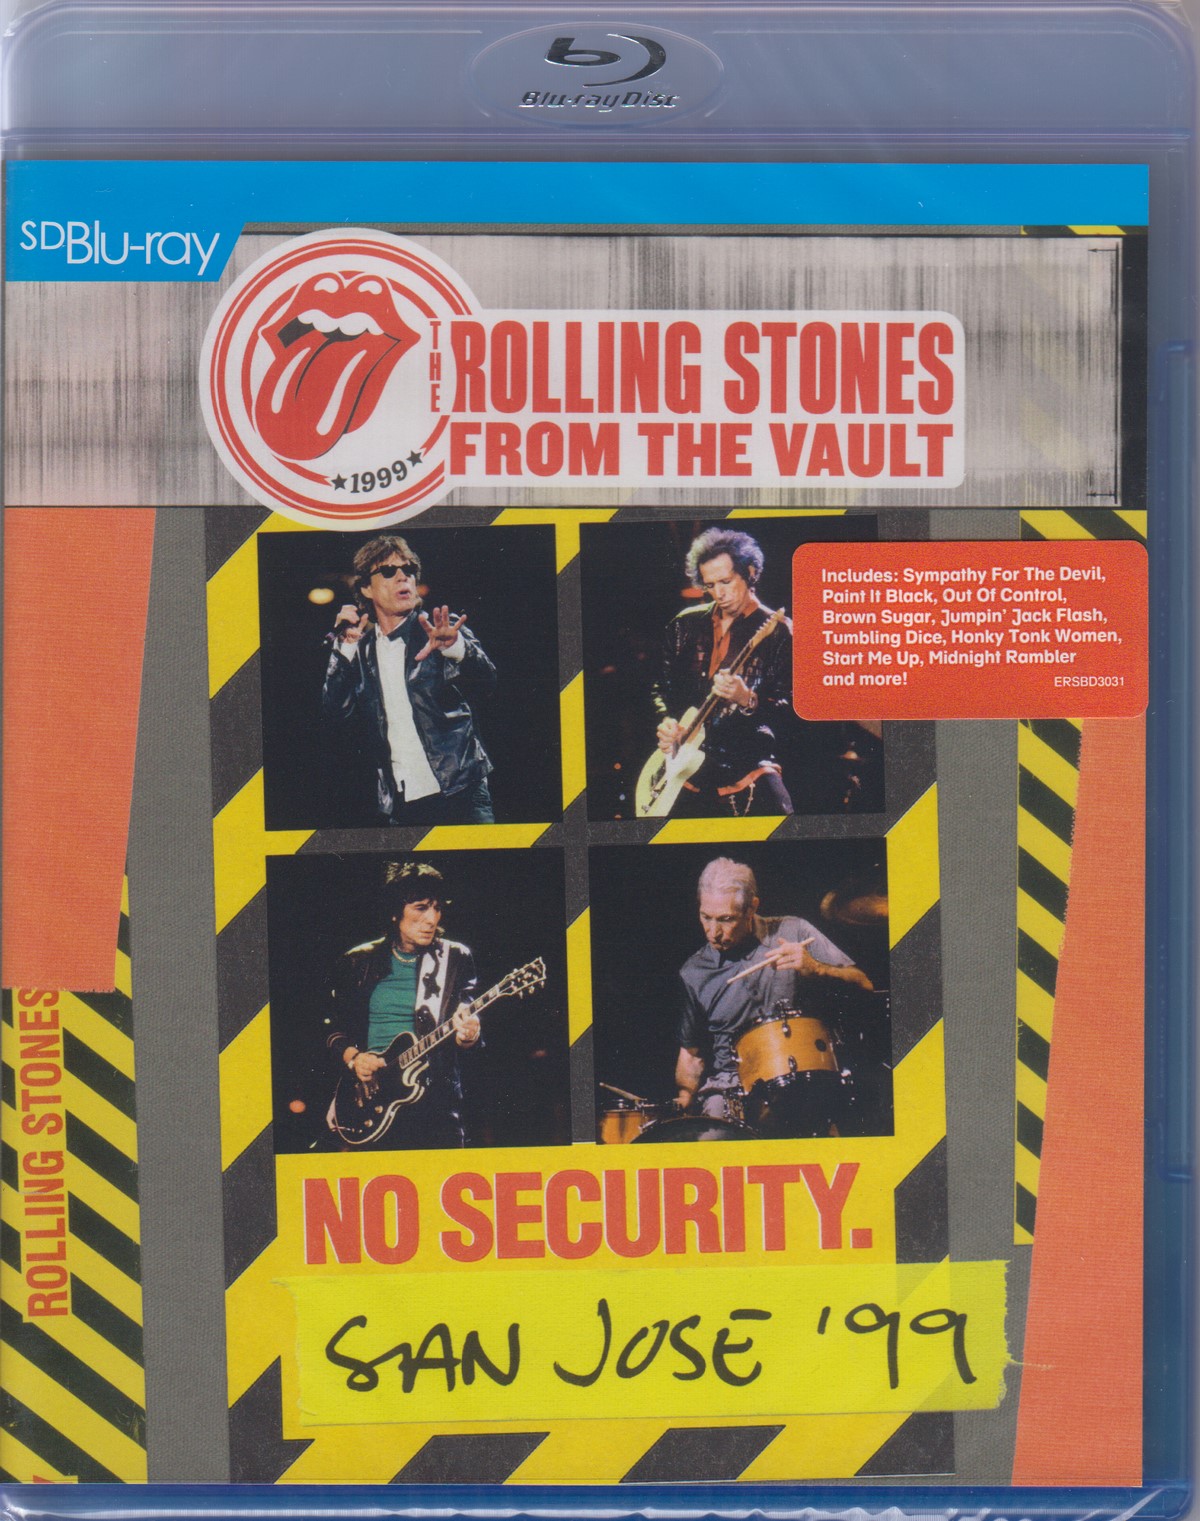 Blu-ray Disc
SDBlu-ray
THE
ROLLING STONES
FROM THE VAULT
★1999★
Includes: Sympathy For The Devil,
Paint It Black, Out Of Control,
Brown Sugar, Jumpin' Jack Flash,
Tumbling Dice, Honky Tonk Women,
Start Me Up, Midnight Rambler
and more!
ERSBD3031
ROLLING STONES
NO SECURITY.
SAN JOSE '99